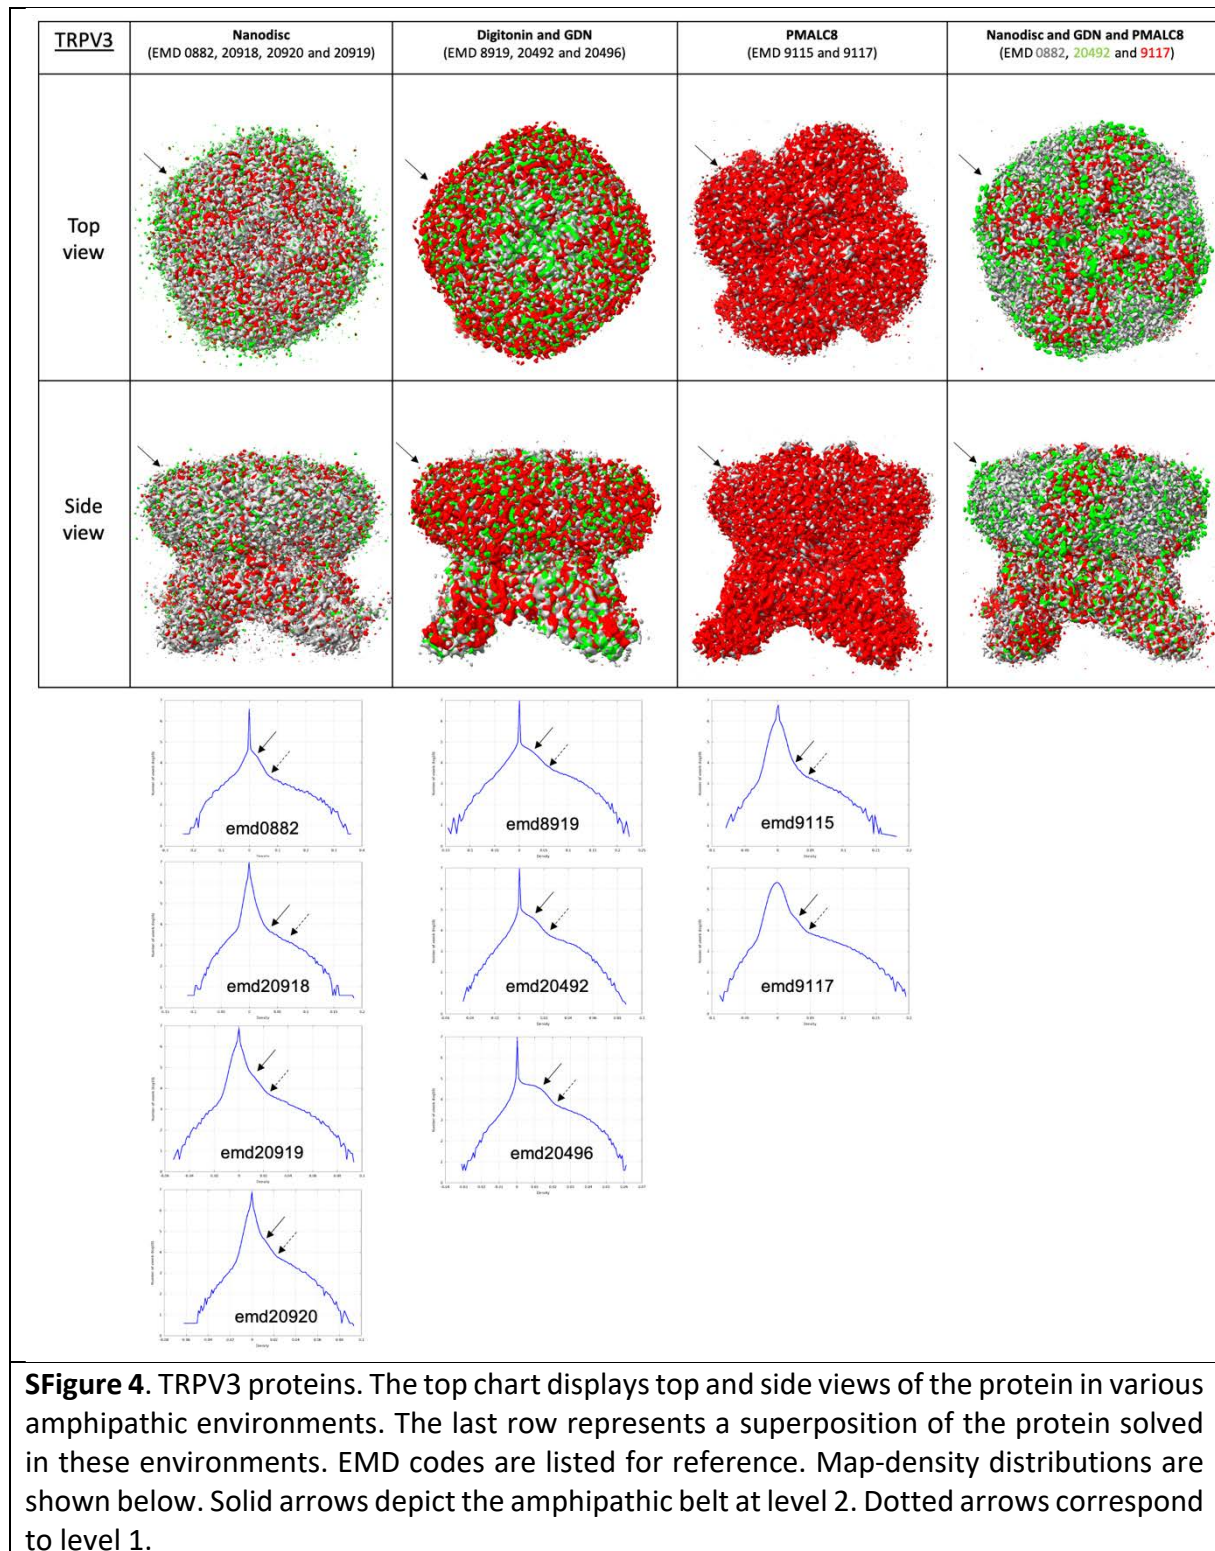 TRPV3
Nanodisc
(EMD 0882, 20918, 20920 and 20919)
Digitonin and GDN
(EMD 8919, 20492 and 20496)
PMALC8
(EMD 9115 and 9117)
Nanodisc and GDN and PMALC8
(EMD 0882, 20492 and 9117)
Top
view
Side
view
emd0882
emd8919
emd9115
emd20918
emd20492
emd9117
emd20919
emd20496
emd20920
SFigure 4. TRPV3 proteins. The top chart displays top and side views of the protein in various
amphipathic environments. The last row represents a superposition of the protein solved
in these environments. EMD codes are listed for reference. Map-density distributions are
shown below. Solid arrows depict the amphipathic belt at level 2. Dotted arrows correspond
to level 1.